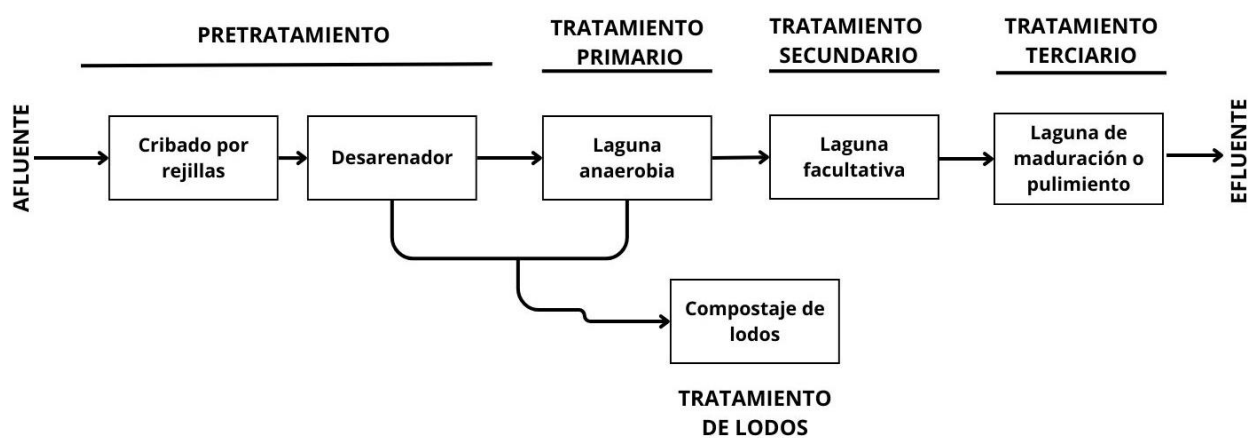 PRETRATAMIENTO
TRATAMIENTO
PRIMARIO
TRATAMIENTO
SECUNDARIO
TRATAMIENTO
TERCIARIO
AFLUENTE
Cribado por
rejillas
Desarenador
Laguna
anaerobia
Laguna
facultativa
Laguna de
maduración o
pulimiento
EFLUENTE
Compostaje de
lodos
TRATAMIENTO
DE LODOS